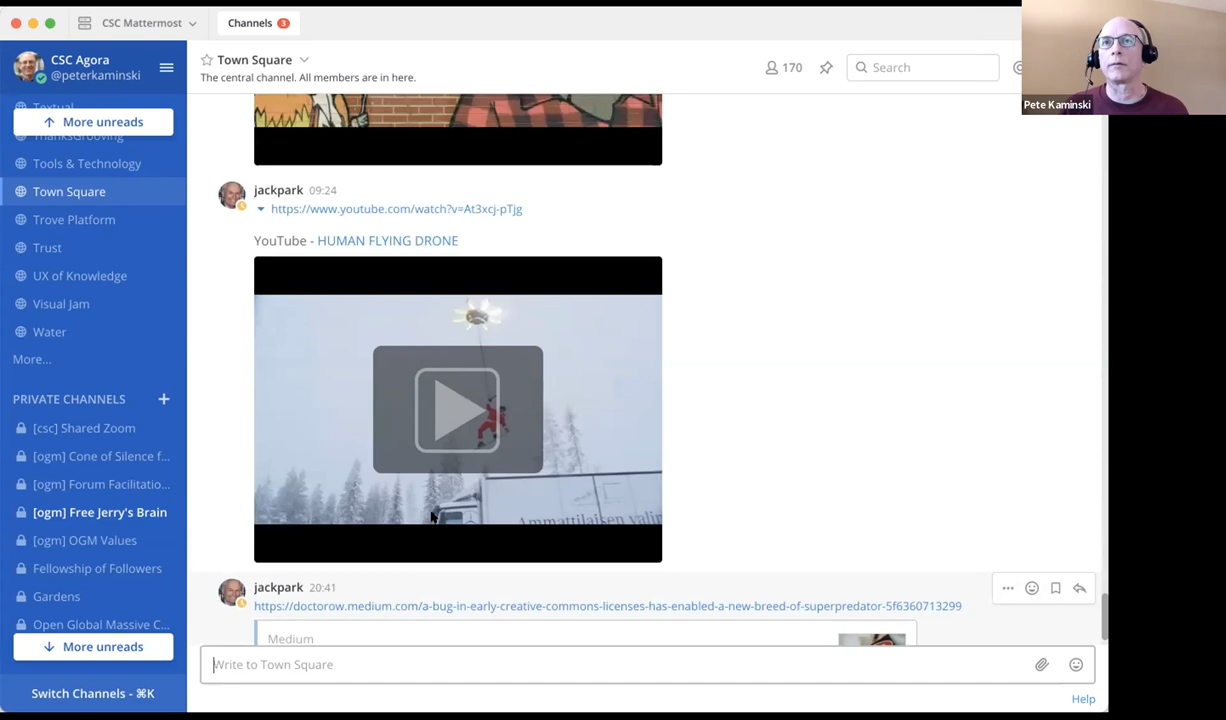 CSC Mattermost
Channels 3
CSC Agora
@peterkaminski
Textual
More unreads
ThanksGrooving
Tools & Technology
Town Square
Trove Platform
Trust
UX of Knowledge
Visual Jam
Water
More...
PRIVATE CHANNELS
[csc] Shared Zoom
[ogm] Cone of Silence f...
[ogm] Forum Facilitatio...
[ogm] Free Jerry's Brain
[ogm] OGM Values
Fellowship of Followers
Gardens
Open Global Massive C...
More unreads
Switch Channels - ⌘K
Town Square
The central channel. All members are in here.
170
Search
Pete Kaminski
jackpark 09:24
https://www.youtube.com/watch?v=At3xcj-pTjg
YouTube - HUMAN FLYING DRONE
Ammattilaisen valin
jackpark 20:41
https://doctorow.medium.com/a-bug-in-early-creative-commons-licenses-has-enabled-a-new-breed-of-superpredator-5f6360713299
Medium
Write to Town Square
Help